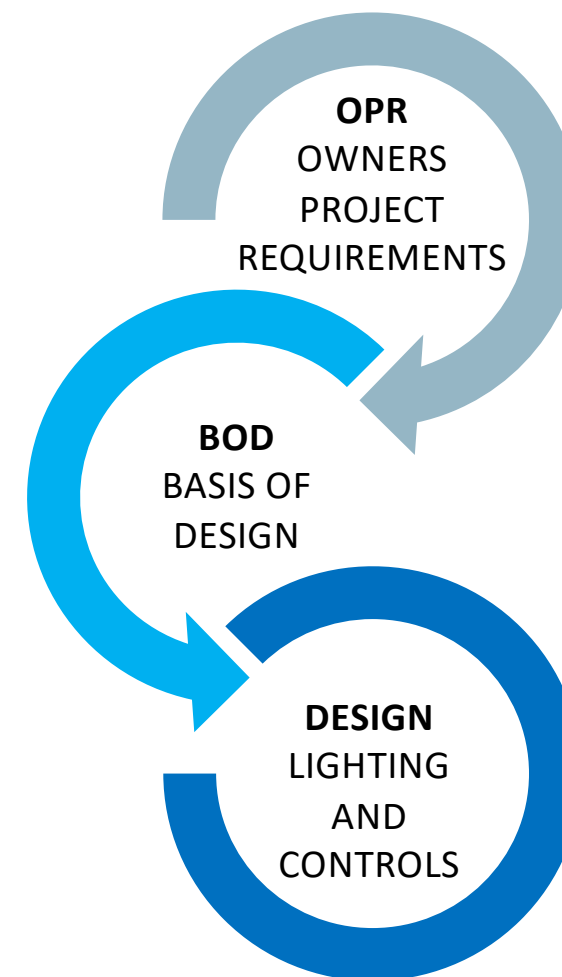 OPR
OWNERS
PROJECT
REQUIREMENTS
BOD
BASIS OF
DESIGN
DESIGN
LIGHTING
AND
CONTROLS